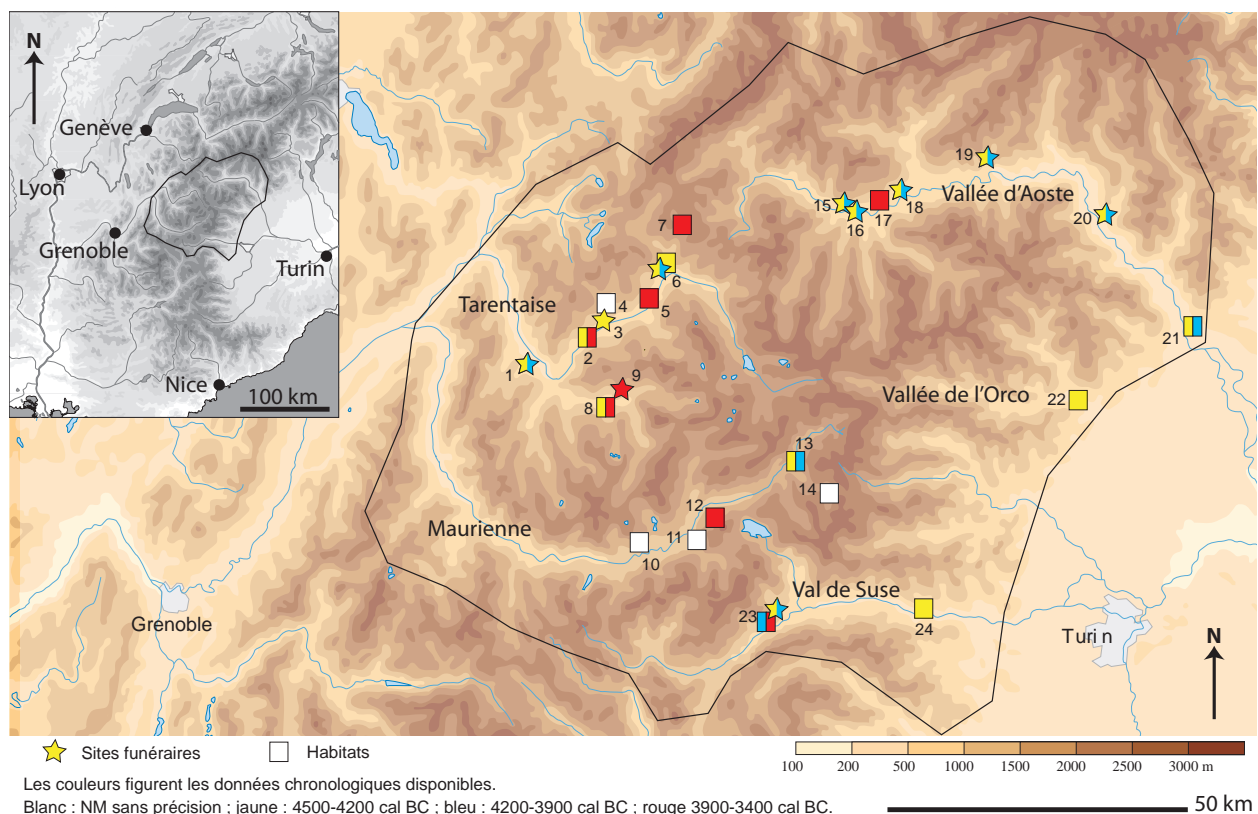 N
Genève
Lyon
Grenoble
Turin
Nice
100 km
19
Vallée d'Aoste
15
17
18
16
20
7
6
Tarentaise
4
5
3
21
2
1
9
Vallée de l'Orco
22
8
13
14
12
Maurienne
11
10
Val de Suse
23
24
Grenoble
Turin
N
Sites funéraires
Habitats
100 200 500 1000 1500 2000 2500 3000 m
Les couleurs figurent les données chronologiques disponibles.
Blanc : NM sans précision ; jaune : 4500-4200 cal BC ; bleu : 4200-3900 cal BC ; rouge 3900-3400 cal BC.
50 km